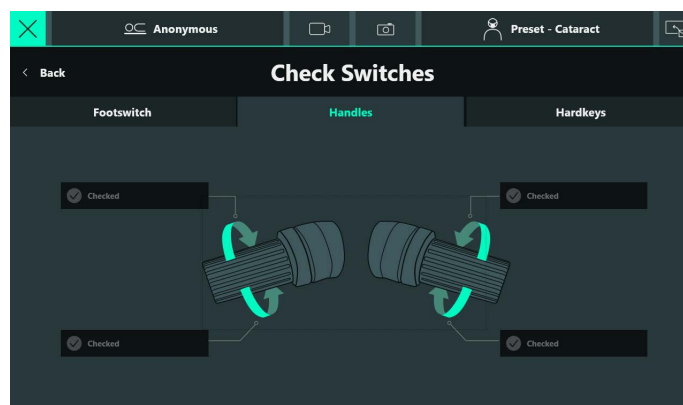 Anonymous
Preset - Cataract
Back
Check Switches
Footswitch
Handles
Hardkeys
Checked
Checked
Checked
Checked